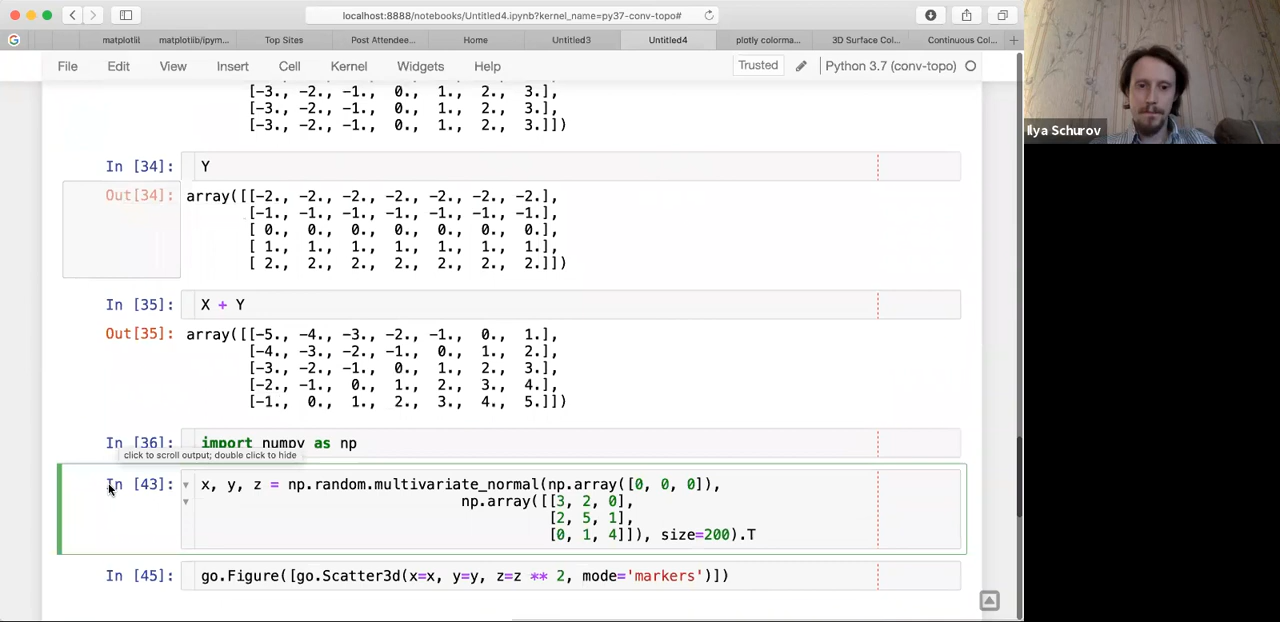 localhost:8888/notebooks/Untitled4.ipynb?kernel_name=py37-conv-topo#
G matplotlit matplotlib/ipym... Top Sites Post Attendee... Home Untitled3 Untitled4 plotly colorma... 3D Surface Col... Continuous Col... +
File Edit View Insert Cell Kernel Widgets Help Trusted Python 3.7 (conv-topo)
Ilya Schurov
[-3., -2., -1., 0., 1., 2., 3.],
[-3., -2., -1., 0., 1., 2., 3.],
[-3., -2., -1., 0., 1., 2., 3.]])
In [34]: Y
Out[34]: array([[-2., -2., -2., -2., -2., -2., -2.],
[-1., -1., -1., -1., -1., -1., -1.],
[ 0., 0., 0., 0., 0., 0., 0.],
[ 1., 1., 1., 1., 1., 1., 1.],
[ 2., 2., 2., 2., 2., 2., 2.]])
In [35]: X + Y
Out[35]: array([[-5., -4., -3., -2., -1., 0., 1.],
[-4., -3., -2., -1., 0., 1., 2.],
[-3., -2., -1., 0., 1., 2., 3.],
[-2., -1., 0., 1., 2., 3., 4.],
[-1., 0., 1., 2., 3., 4., 5.]])
In [36]: import numpy as np
click to scroll output; double click to hide
In [43]: x, y, z = np.random.multivariate_normal(np.array([0, 0, 0]),
np.array([[3, 2, 0],
[2, 5, 1],
[0, 1, 4]]), size=200).T
In [45]: go.Figure([go.Scatter3d(x=x, y=y, z=z ** 2, mode='markers')])